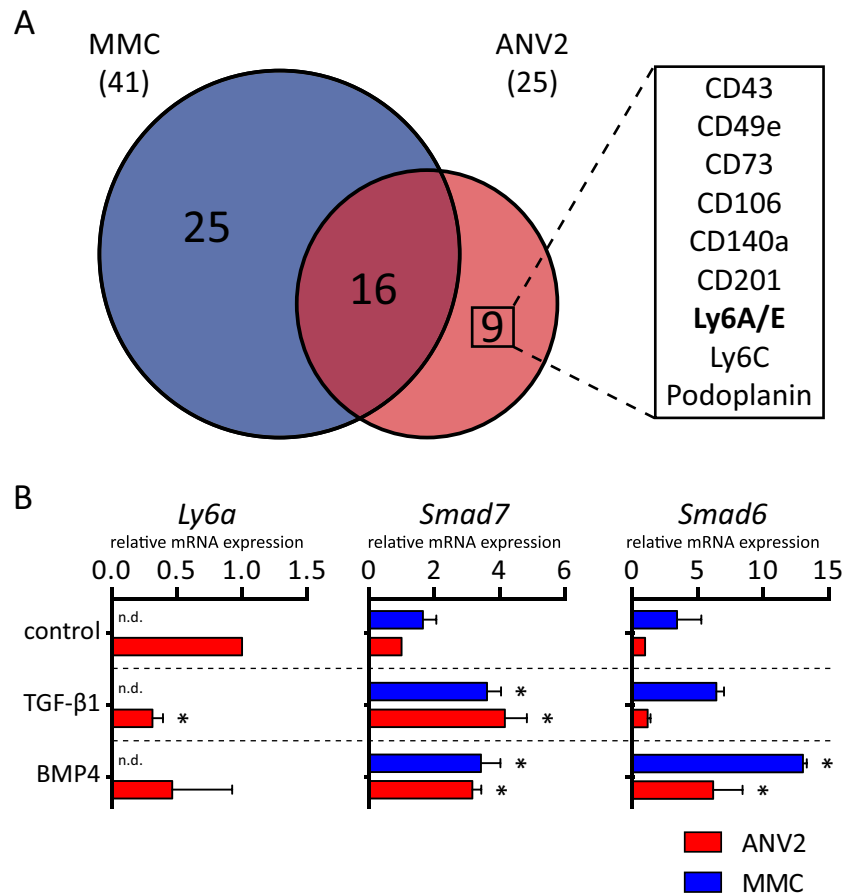 A
MMC
(41)
ANV2
(25)
25
16
9
CD43
CD49e
CD73
CD106
CD140a
CD201
Ly6A/E
Ly6C
Podoplanin
B
Ly6a
relative mRNA expression
0.0 0.5 1.0 1.5
Smad7
relative mRNA expression
0 2 4 6
Smad6
relative mRNA expression
0 5 10 15
control
n.d.
TGF-β1
n.d.
*
*
*
BMP4
n.d.
*
*
*
*
ANV2
MMC